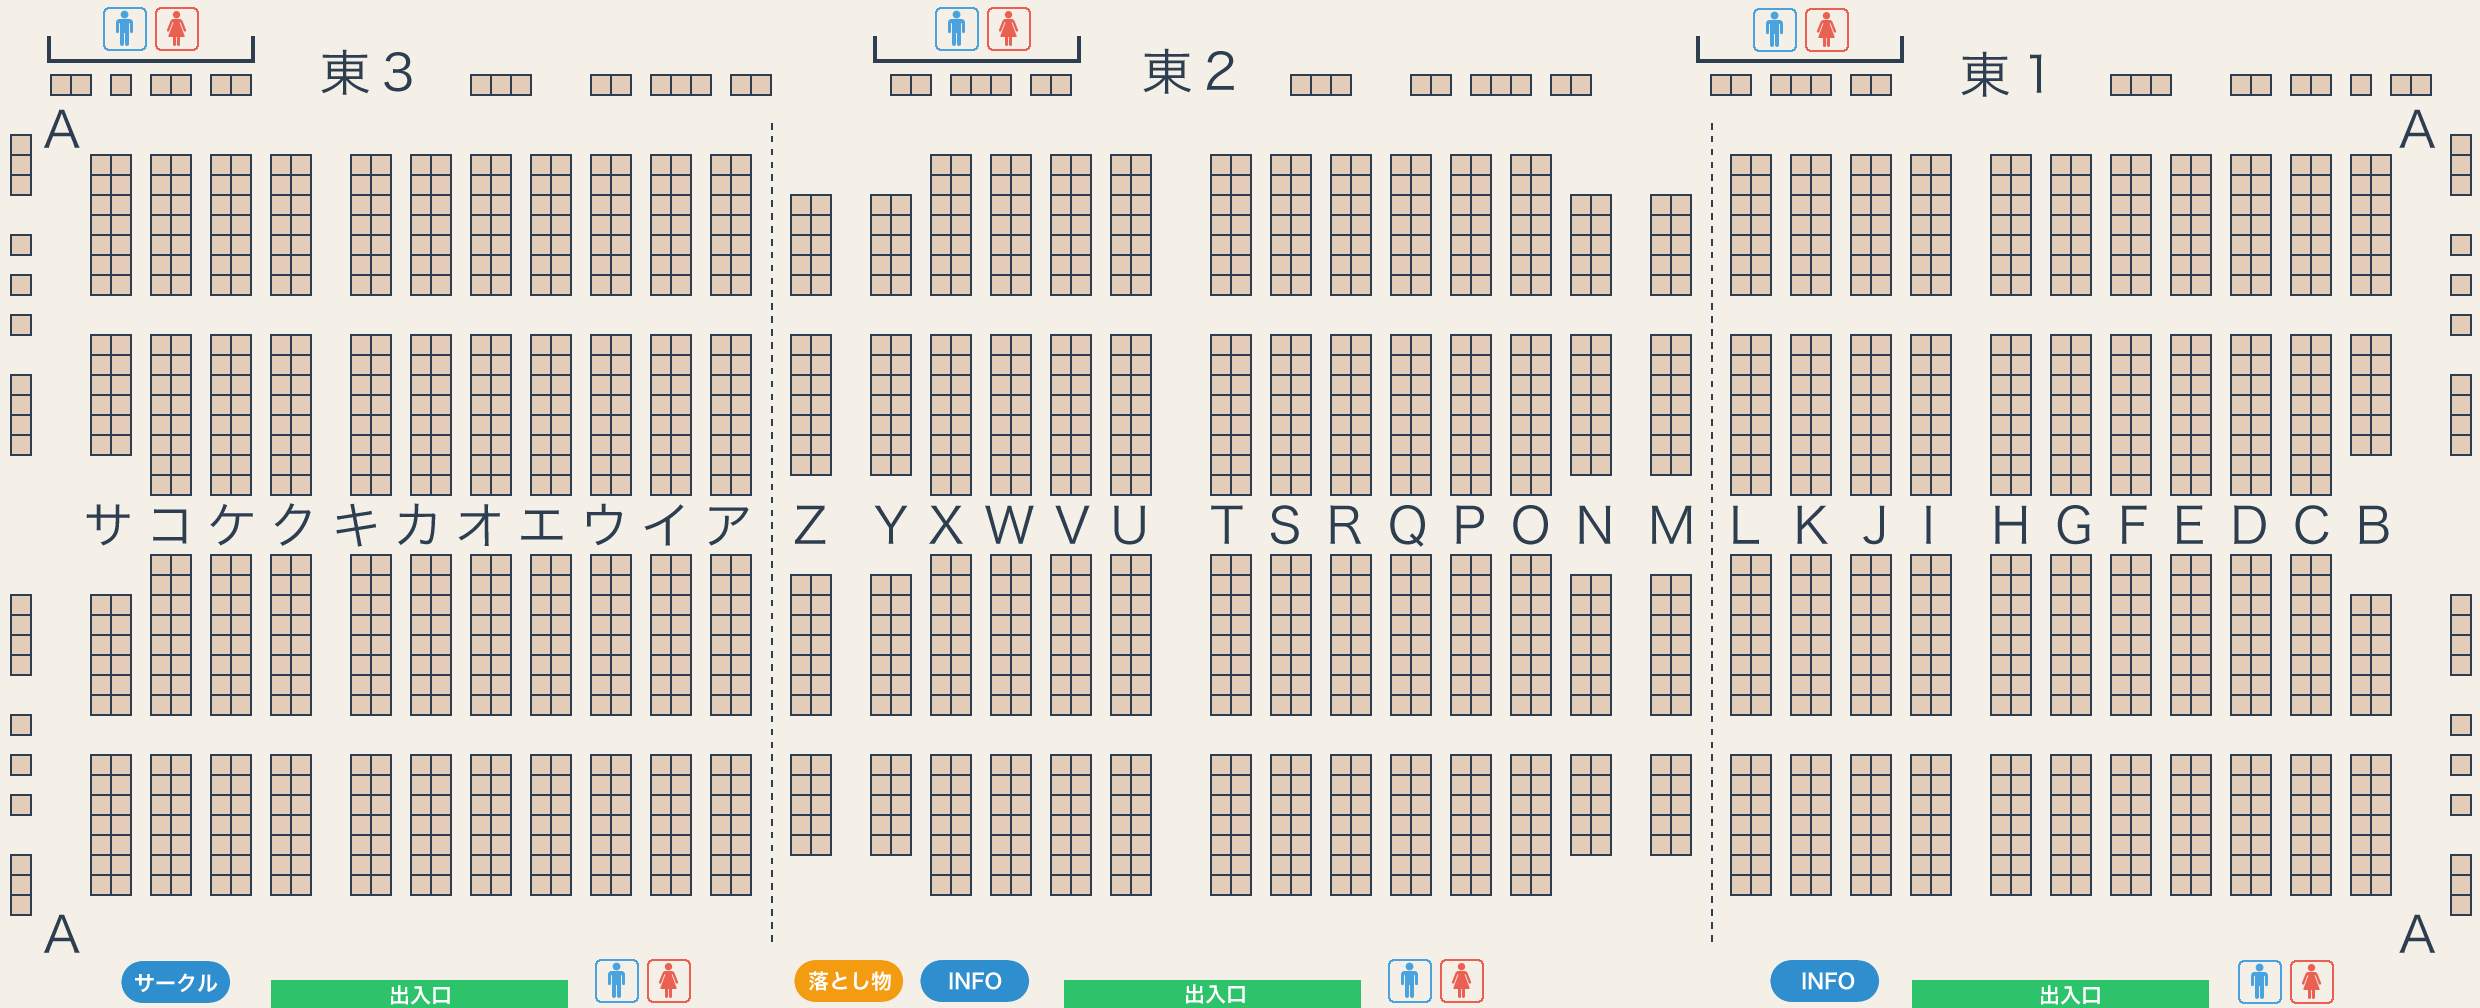 東3 東2 東1
A A
サ コ ケ ク キ カ オ エ ウ イ ア Z Y X W V U T S R Q P O N M L K J I H G F E D C B
A A
サークル 落とし物 INFO INFO
出入口 出入口 出入口